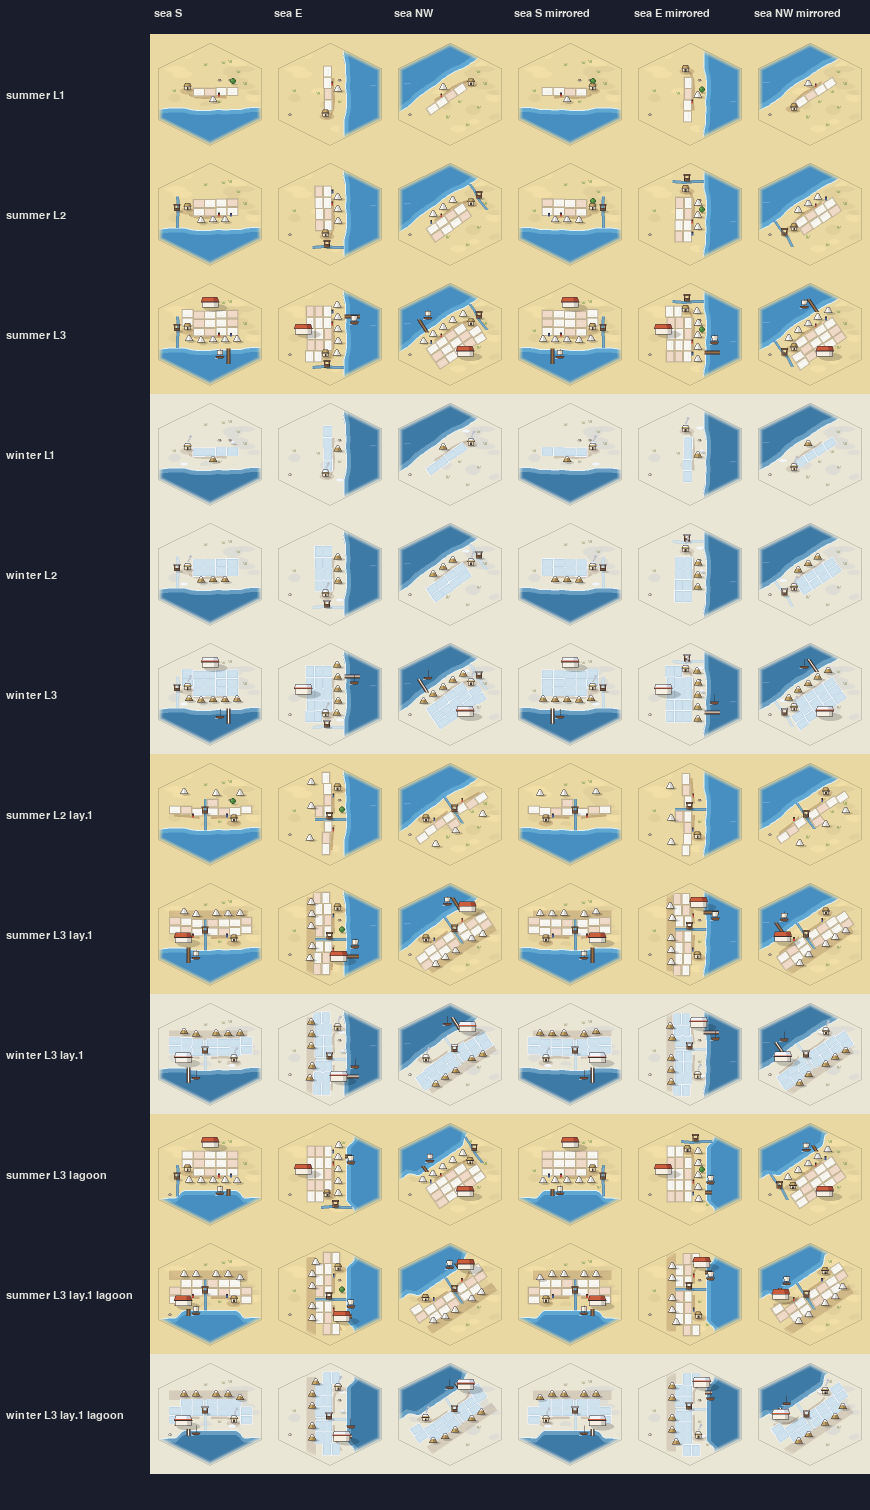 sea S sea E sea NW sea S mirrored sea E mirrored sea NW mirrored
summer L1
summer L2
summer L3
winter L1
winter L2
winter L3
summer L2 lay.1
summer L3 lay.1
winter L3 lay.1
summer L3 lagoon
summer L3 lay.1 lagoon
winter L3 lay.1 lagoon